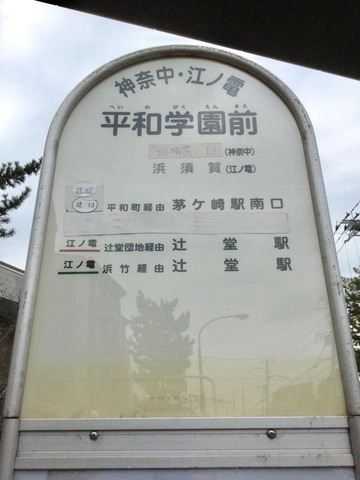 神奈中・江ノ電
へいわがくえんまえ
平和学園前
(神奈中)
浜須賀(江ノ電)
辻02
辻13 平和町経由 茅ケ崎駅南口
江ノ電 辻堂団地経由 辻堂駅
江ノ電 浜竹経由 辻堂駅